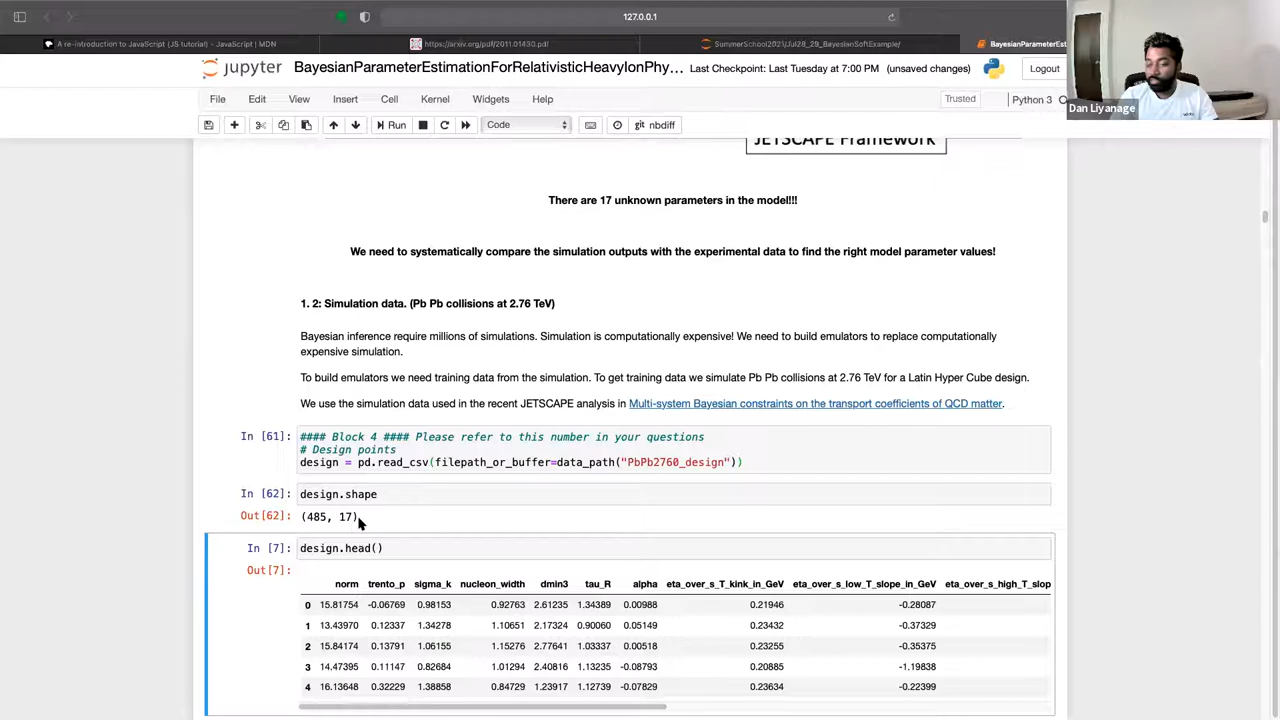 127.0.0.1
A re-introduction to JavaScript (JS tutorial) - JavaScript | MDN
https://arxiv.org/pdf/2011.01430.pdf
SummerSchool2021/Jul28_29_Bayesian/SoftExample/
BayesianParameterEsti
jupyter
BayesianParameterEstimationForRelativisticHeavyIonPhy...
Last Checkpoint: Last Tuesday at 7:00 PM
(unsaved changes)
Logout
Dan Liyanage
File
Edit
View
Insert
Cell
Kernel
Widgets
Help
Trusted
Python 3
Run
Code
git nbdiff
JETSCAPE Framework
There are 17 unknown parameters in the model!!!
We need to systematically compare the simulation outputs with the experimental data to find the right model parameter values!
1. 2: Simulation data. (Pb Pb collisions at 2.76 TeV)
Bayesian inference require millions of simulations. Simulation is computationally expensive! We need to build emulators to replace computationally
expensive simulation.
To build emulators we need training data from the simulation. To get training data we simulate Pb Pb collisions at 2.76 TeV for a Latin Hyper Cube design.
We use the simulation data used in the recent JETSCAPE analysis in Multi-system Bayesian constraints on the transport coefficients of QCD matter.
In [61]: #### Block 4 #### Please refer to this number in your questions
# Design points
design = pd.read_csv(filepath_or_buffer=data_path("PbPb2760_design"))
In [62]: design.shape
Out[62]: (485, 17)
In [7]: design.head()
Out[7]:
norm trento_p sigma_k nucleon_width dmin3 tau_R alpha eta_over_s_T_kink_in_GeV eta_over_s_low_T_slope_in_GeV eta_over_s_high_T_slop
0 15.81754 -0.06769 0.98153 0.92763 2.61235 1.34389 0.00988 0.21946 -0.28087
1 13.43970 0.12337 1.34278 1.10651 2.17324 0.90060 0.05149 0.23432 -0.37329
2 15.84174 0.13791 1.06155 1.15276 2.77641 1.03337 0.00518 0.23255 -0.35375
3 14.47395 0.11147 0.82684 1.01294 2.40816 1.13235 -0.08793 0.20885 -1.19838
4 16.13648 0.32229 1.38858 0.84729 1.23917 1.12739 -0.07829 0.23634 -0.22399